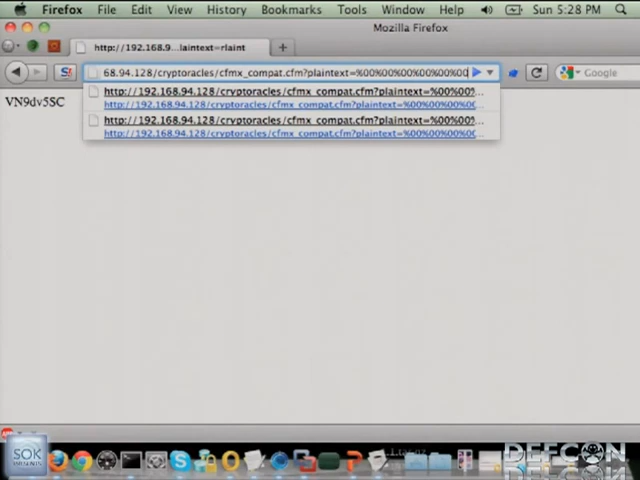 Firefox File Edit View History Bookmarks Tools Window Help Sun 5:28 PM
Mozilla Firefox
http://192.168.9...laintext=rlaint
68.94.128/cryptoracles/cfmx_compat.cfm?plaintext=%00%00%00%00%00%00%00
Google
http://192.168.94.128/cryptoracles/cfmx_compat.cfm?plaintext=%00%00%...
http://192.168.94.128/cryptoracles/cfmx_compat.cfm?plaintext=%00%00%00%0(
http://192.168.94.128/cryptoracles/cfmx_compat.cfm?plaintext=%00%00%...
http://192.168.94.128/cryptoracles/cfmx_compat.cfm?plaintext=%00%00%00%0(
VN9dv5SC
SOK
DEFCON